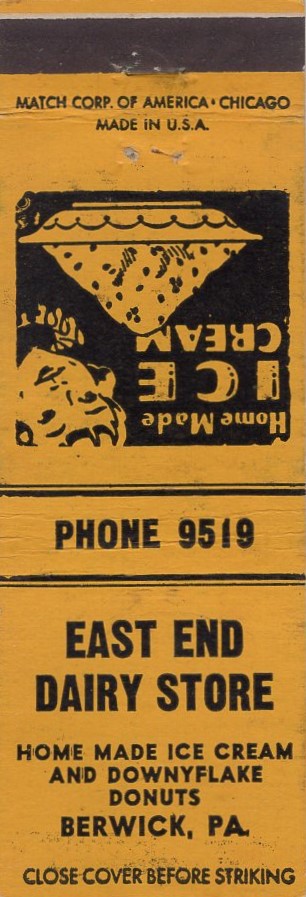 MATCH CORP. OF AMERICA • CHICAGO
MADE IN U.S.A.
Home Made
ICE
CREAM
PHONE 9519
EAST END
DAIRY STORE
HOME MADE ICE CREAM
AND DOWNYFLAKE
DONUTS
BERWICK, PA.
CLOSE COVER BEFORE STRIKING